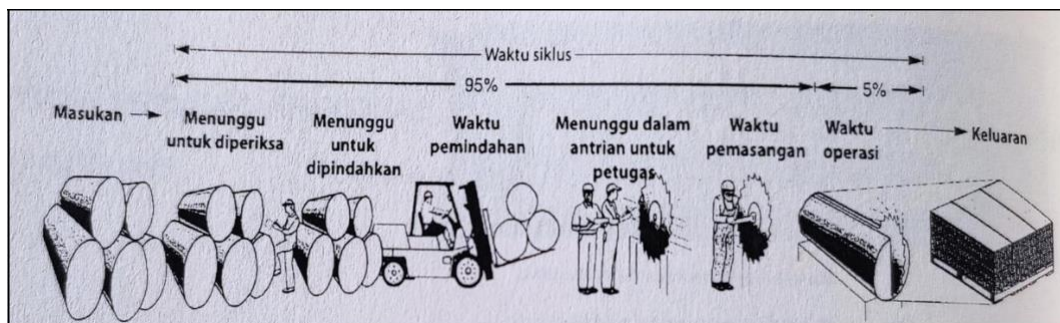 Waktu siklus
95%
5%
Masukan
Menunggu
untuk diperiksa
Menunggu
untuk
dipindahkan
Waktu
pemindahan
Menunggu dalam
antrian untuk
petugas
Waktu
pemasangan
Waktu
operasi
Keluaran